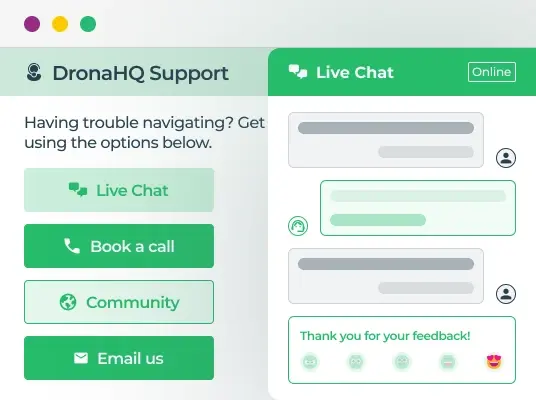 DronaHQ Support
Having trouble navigating? Get
using the options below.
Live Chat
Book a call
Community
Email us
Live Chat
Online
Thank you for your feedback!